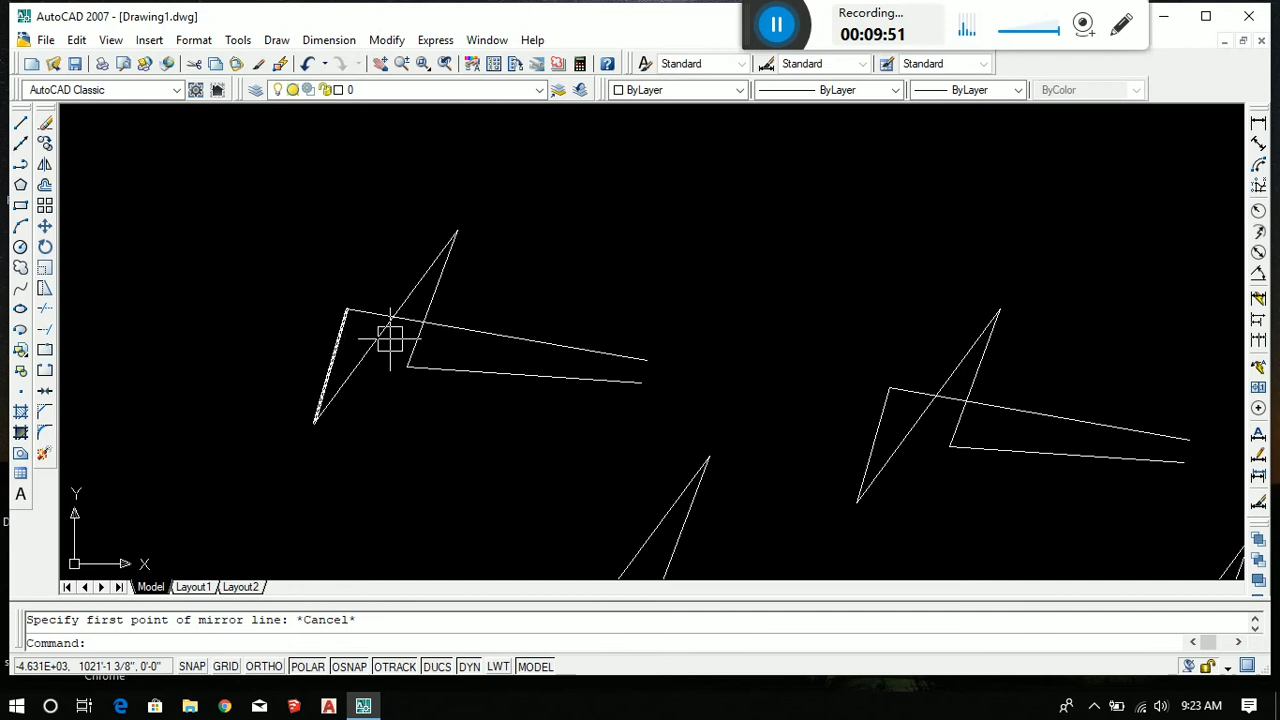 AutoCAD 2007 - [Drawing1.dwg]
Recording...
00:09:51
File Edit View Insert Format Tools Draw Dimension Modify Express Window Help
Standard Standard Standard
AutoCAD Classic 0 ByLayer ByLayer ByLayer ByColor
A
Y
X
Model Layout1 Layout2
Specify first point of mirror line: *Cancel*
Command:
-4.631E+03, 1021'-1 3/8", 0'-0" SNAP GRID ORTHO POLAR OSNAP OTRACK DUCS DYN LWT MODEL
Chrome
9:23 AM